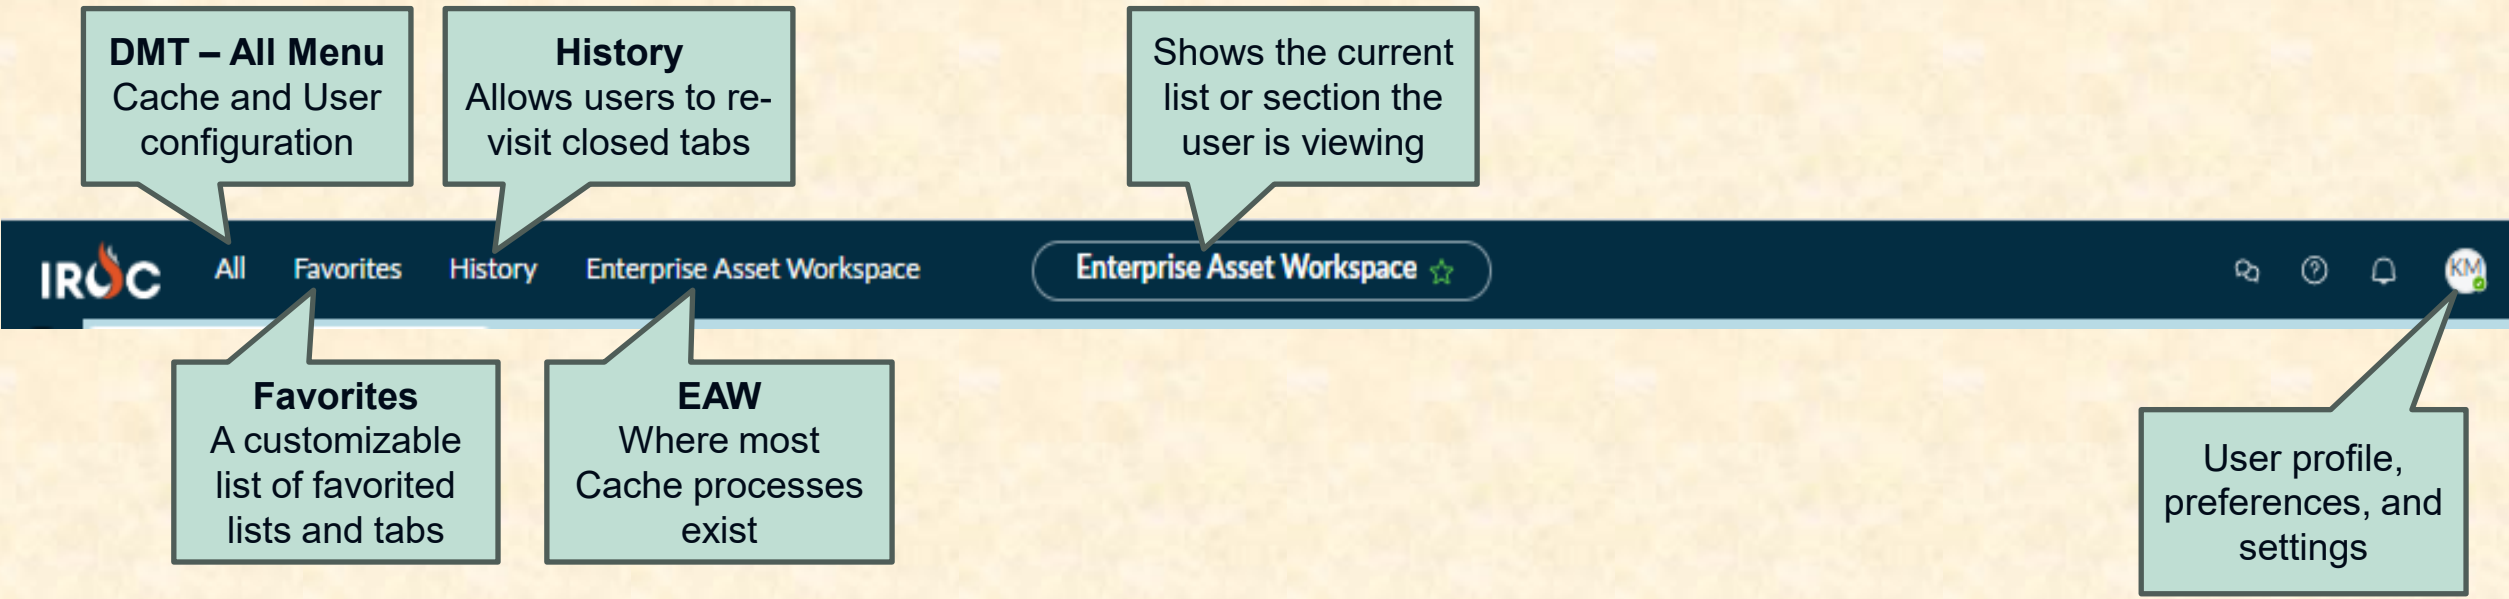 DMT – All Menu
Cache and User
configuration
History
Allows users to re-
visit closed tabs
Shows the current
list or section the
user is viewing
IROC All Favorites History Enterprise Asset Workspace Enterprise Asset Workspace KM
Favorites
A customizable
list of favorited
lists and tabs
EAW
Where most
Cache processes
exist
User profile,
preferences, and
settings